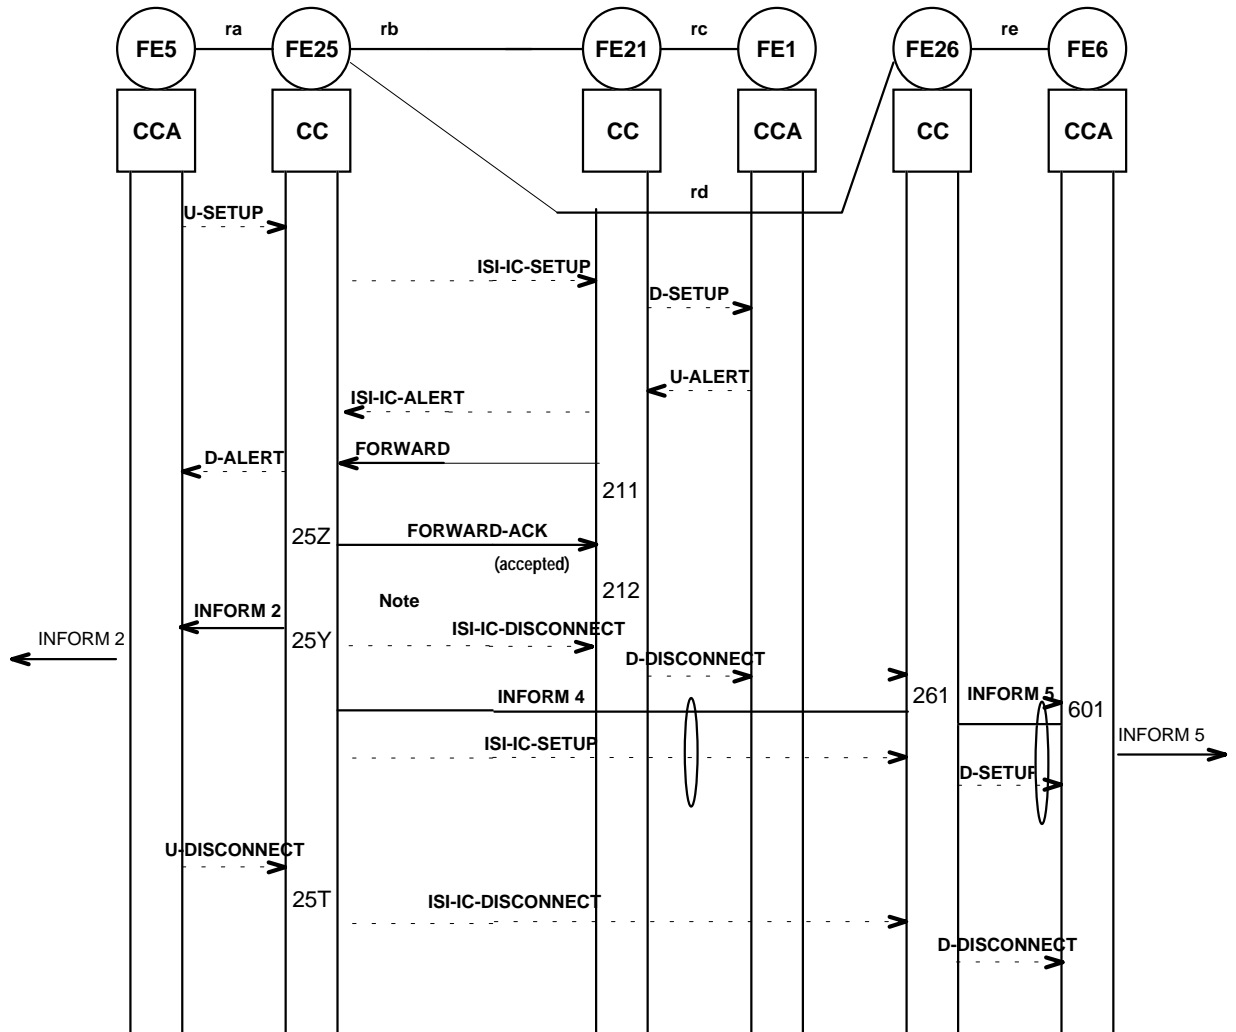 ra rb rc re
FE5 FE25 FE21 FE1 FE26 FE6
CCA CC CC CCA CC CCA
rd
U-SETUP
ISI-IC-SETUP
D-SETUP
U-ALERT
ISI-IC-ALERT
FORWARD
D-ALERT
211
25Z
FORWARD-ACK
(accepted)
212
Note
INFORM 2
INFORM 2
25Y
ISI-IC-DISCONNECT
D-DISCONNECT
INFORM 4
261
INFORM 5
601
INFORM 5
ISI-IC-SETUP
D-SETUP
U-DISCONNECT
25T
ISI-IC-DISCONNECT
D-DISCONNECT